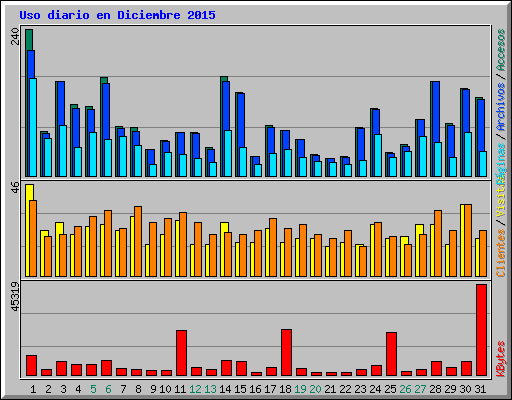 Uso diario en Diciembre 2015
240
46
45319
Clientes / Visitas
Páginas / Archivos / Accesos
KBytes
1 2 3 4 5 6 7 8 9 10 11 12 13 14 15 16 17 18 19 20 21 22 23 24 25 26 27 28 29 30 31